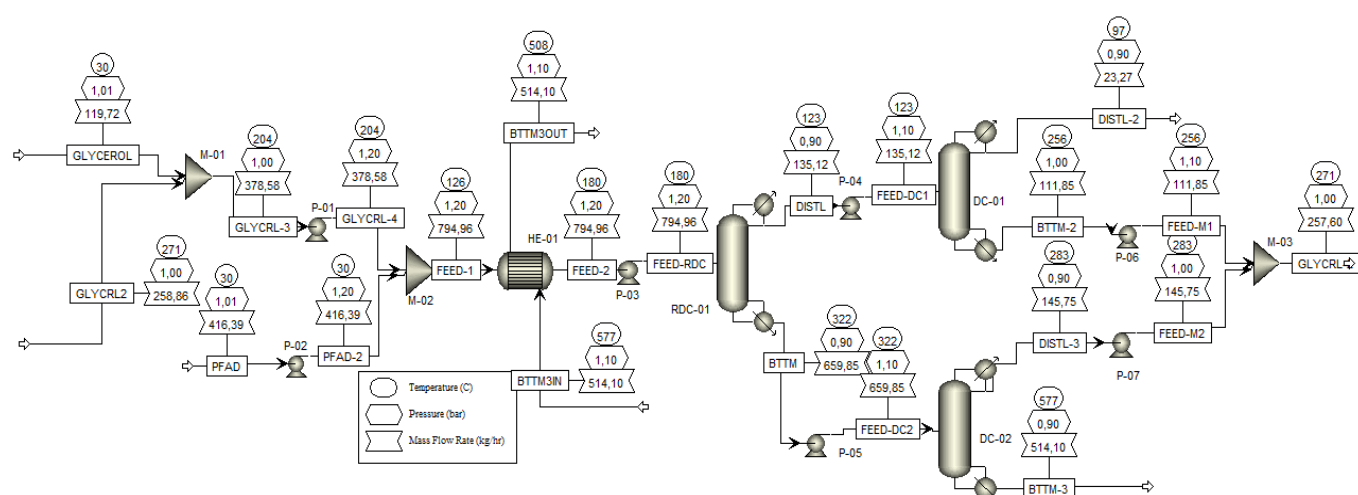 30
1,01
119,72
GLYCEROL
M-01
204
1,00
378,58
GLYCRL-3
P-01
204
1,20
378,58
GLYCRL-4
271
1,00
258,86
GLYCRL2
30
1,01
416,39
PFAD
P-02
30
1,20
416,39
PFAD-2
M-02
126
1,20
794,96
FEED-1
508
1,10
514,10
BTTM3OUT
HE-01
577
1,10
514,10
BTTM3IN
180
1,20
794,96
FEED-2
P-03
180
1,20
794,96
FEED-RDC
RDC-01
123
0,90
135,12
DISTL
P-04
123
1,10
135,12
FEED-DC1
DC-01
97
0,90
23,27
DISTL-2
256
1,00
111,85
BTTM-2
P-06
256
1,10
111,85
FEED-M1
322
0,90
659,85
BTTM
P-05
322
1,10
659,85
FEED-DC2
DC-02
283
0,90
145,75
DISTL-3
P-07
283
1,00
145,75
FEED-M2
577
0,90
514,10
BTTM-3
M-03
271
1,00
257,60
Temperature (C)
Pressure (bar)
Mass Flow Rate (kg/hr)